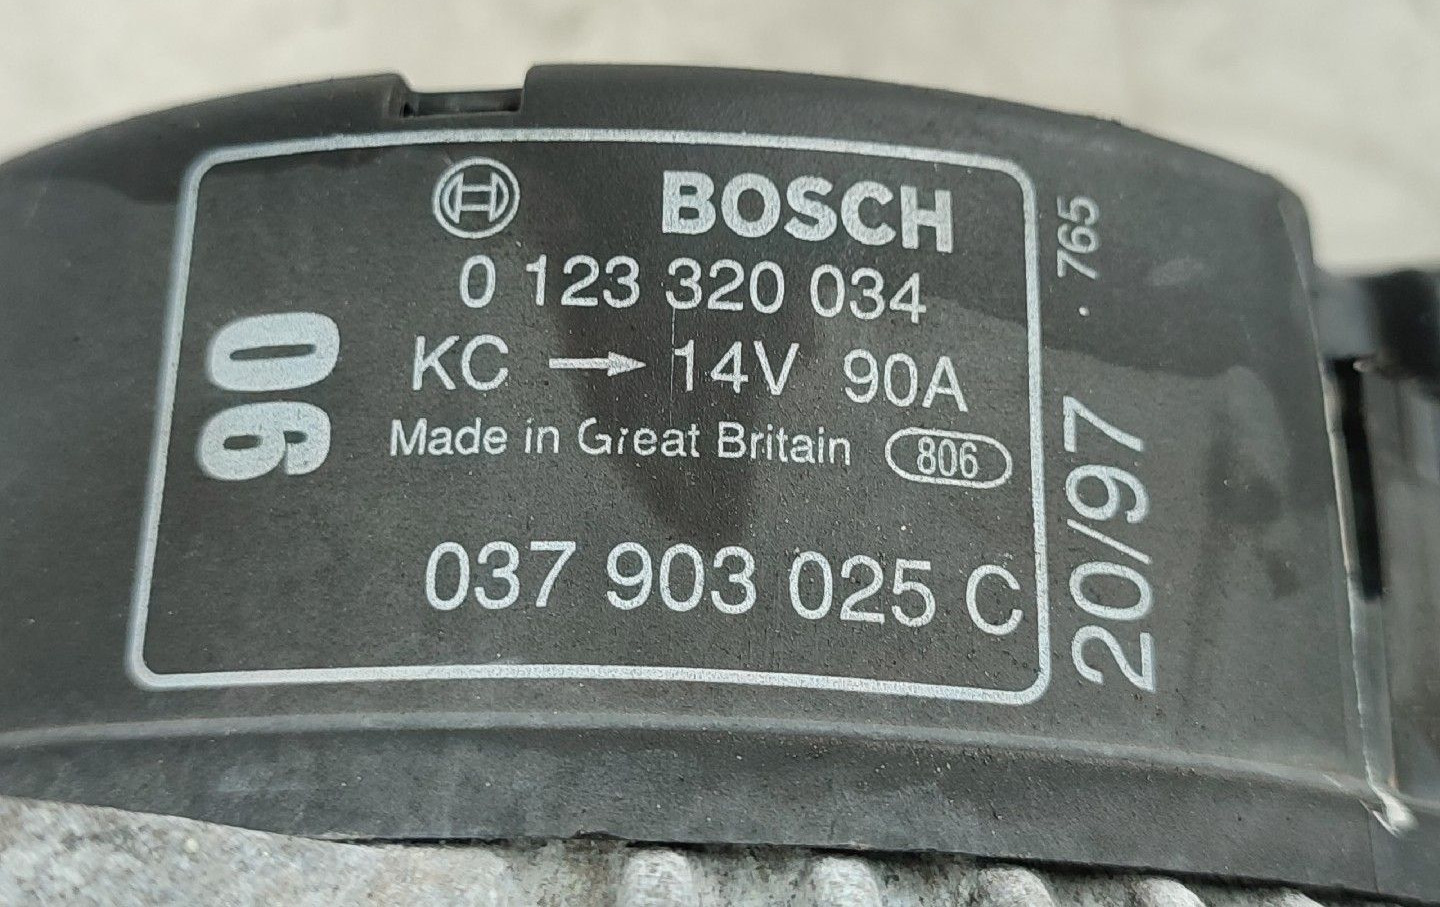 BOSCH
0 123 320 034
KC → 14V 90A
Made in Great Britain 806
037 903 025 C
90
20/97 · 765